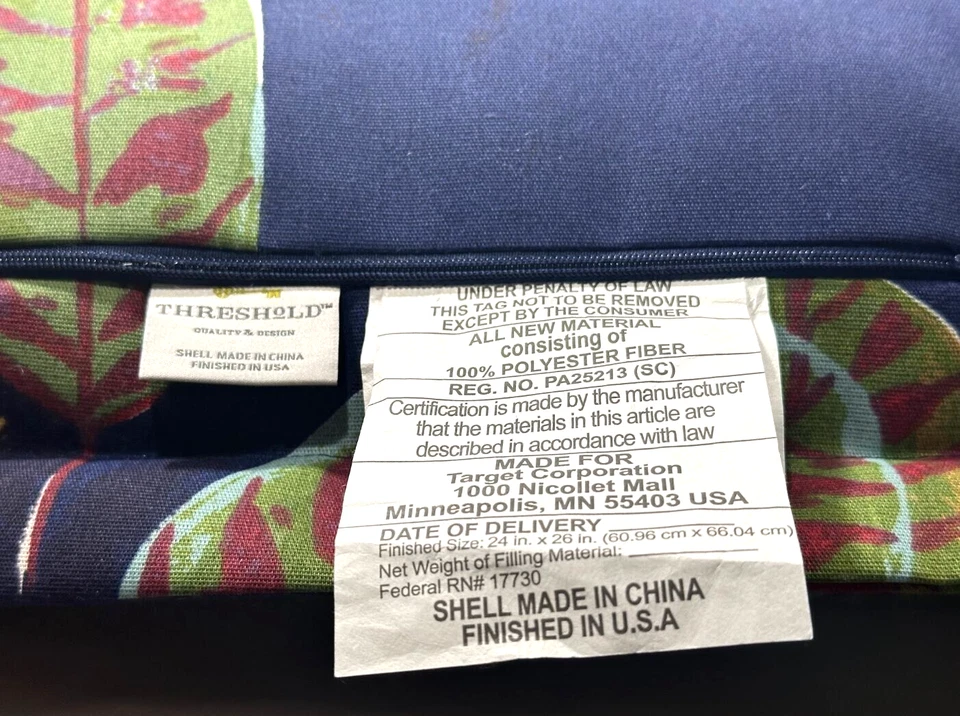 THRESHOLD™
QUALITY & DESIGN
SHELL MADE IN CHINA
FINISHED IN USA
UNDER PENALTY OF LAW
THIS TAG NOT TO BE REMOVED
EXCEPT BY THE CONSUMER
ALL NEW MATERIAL
consisting of
100% POLYESTER FIBER
REG. NO. PA25213 (SC)
Certification is made by the manufacturer
that the materials in this article are
described in accordance with law
MADE FOR
Target Corporation
1000 Nicollet Mall
Minneapolis, MN 55403 USA
DATE OF DELIVERY
Finished Size: 24 in. x 26 in. (60.96 cm x 66.04 cm)
Net Weight of Filling Material:
Federal RN# 17730
SHELL MADE IN CHINA
FINISHED IN U.S.A